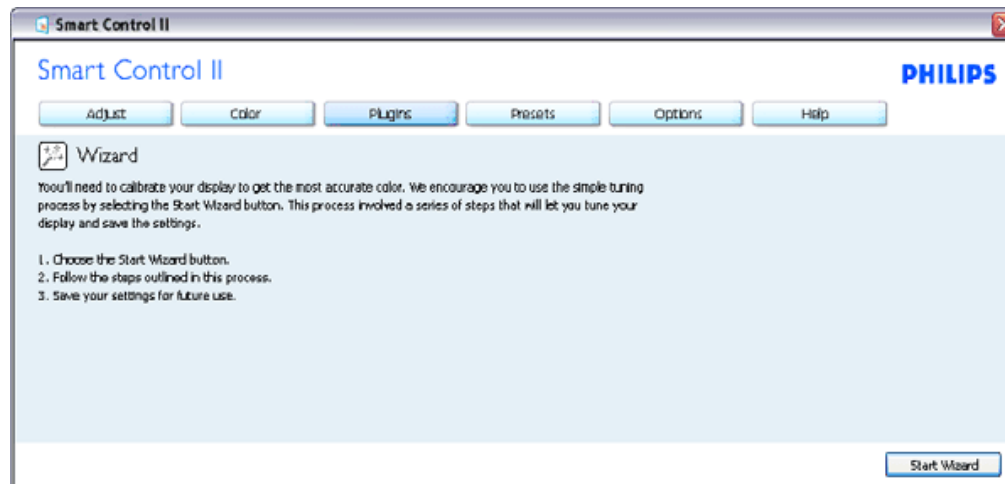 Smart Control II
Smart Control II
PHILIPS
Adjust Color Plugins Presets Options Help
Wizard
Yoou'll need to calibrate your display to get the most accurate color. We encourage you to use the simple tuning
process by selecting the Start Wizard button. This process involved a series of steps that will let you tune your
display and save the settings.
1. Choose the Start Wizard button.
2. Follow the steps outlined in this process.
3. Save your settings for future use.
Start Wizard